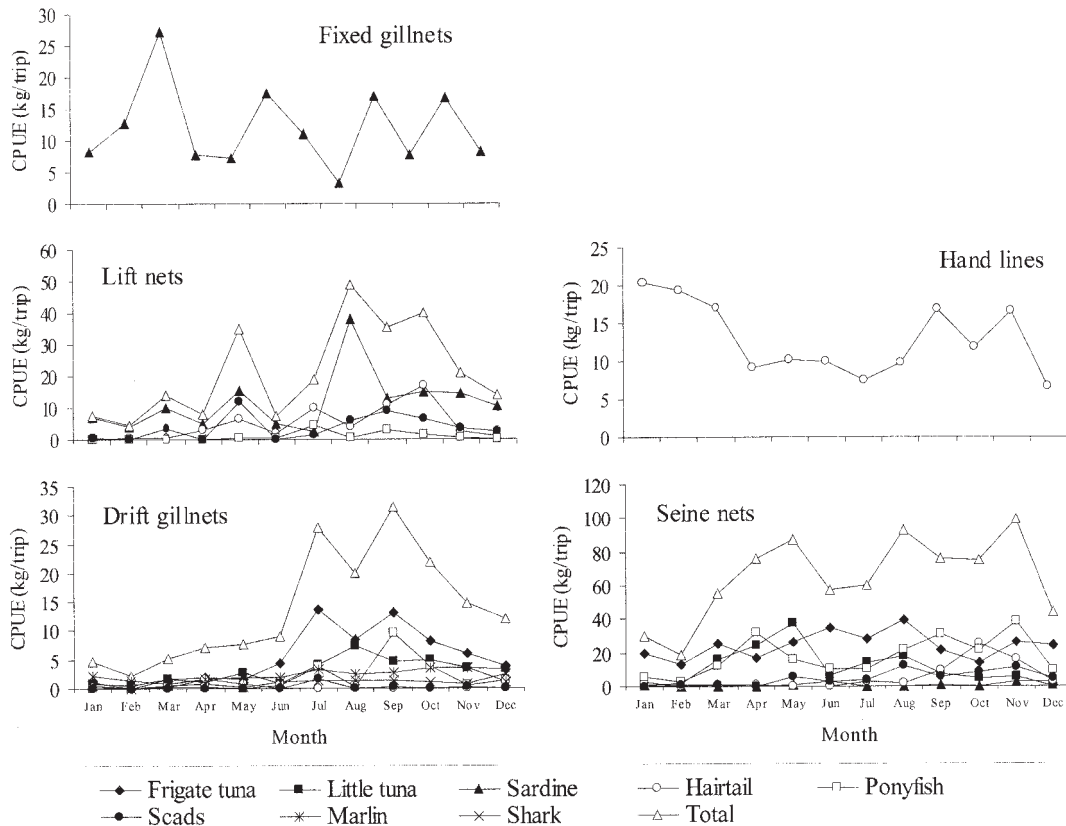 Fixed gillnets
CPUE (kg/trip)
30
25
20
15
10
5
0
Lift nets
CPUE (kg/trip)
60
50
40
30
20
10
0
Hand lines
CPUE (kg/trip)
25
20
15
10
5
0
Drift gillnets
CPUE (kg/trip)
35
30
25
20
15
10
5
0
Jan Feb Mar Apr May Jun Jul Aug Sep Oct Nov Dec
Month
Seine nets
CPUE (kg/trip)
120
100
80
60
40
20
0
Jan Feb Mar Apr May Jun Jul Aug Sep Oct Nov Dec
Month
Frigate tuna Little tuna Sardine Hairtail Ponyfish
Scads Marlin Shark Total